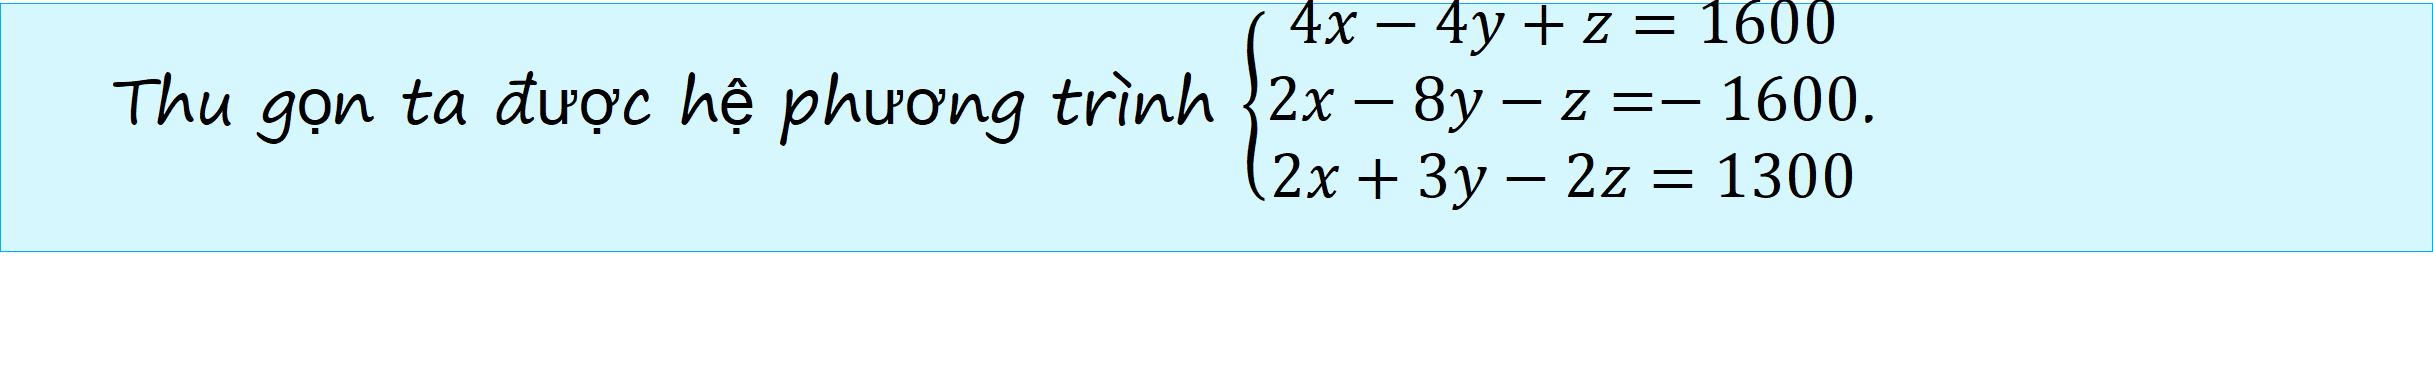 4x − 4y + z = 1600
Thu gọn ta được hệ phương trình {2x − 8y − z =− 1600.
2x + 3y − 2z = 1300